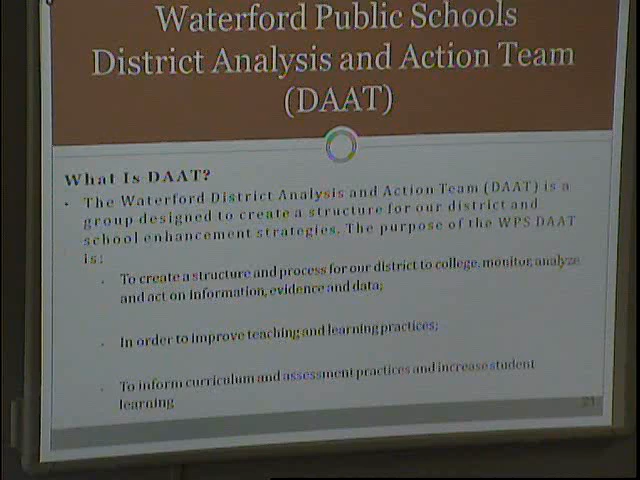 Waterford Public Schools
District Analysis and Action Team
(DAAT)
What Is DAAT?
The Waterford District Analysis and Action Team (DAAT) is a
group designed to create a structure for our district and
school enhancement strategies. The purpose of the WPS DAAT
is:
To create a structure and process for our district to college, monitor, analyze
and act on information, evidence and data;
In order to improve teaching and learning practices;
To inform curriculum and assessment practices and increase student
learning